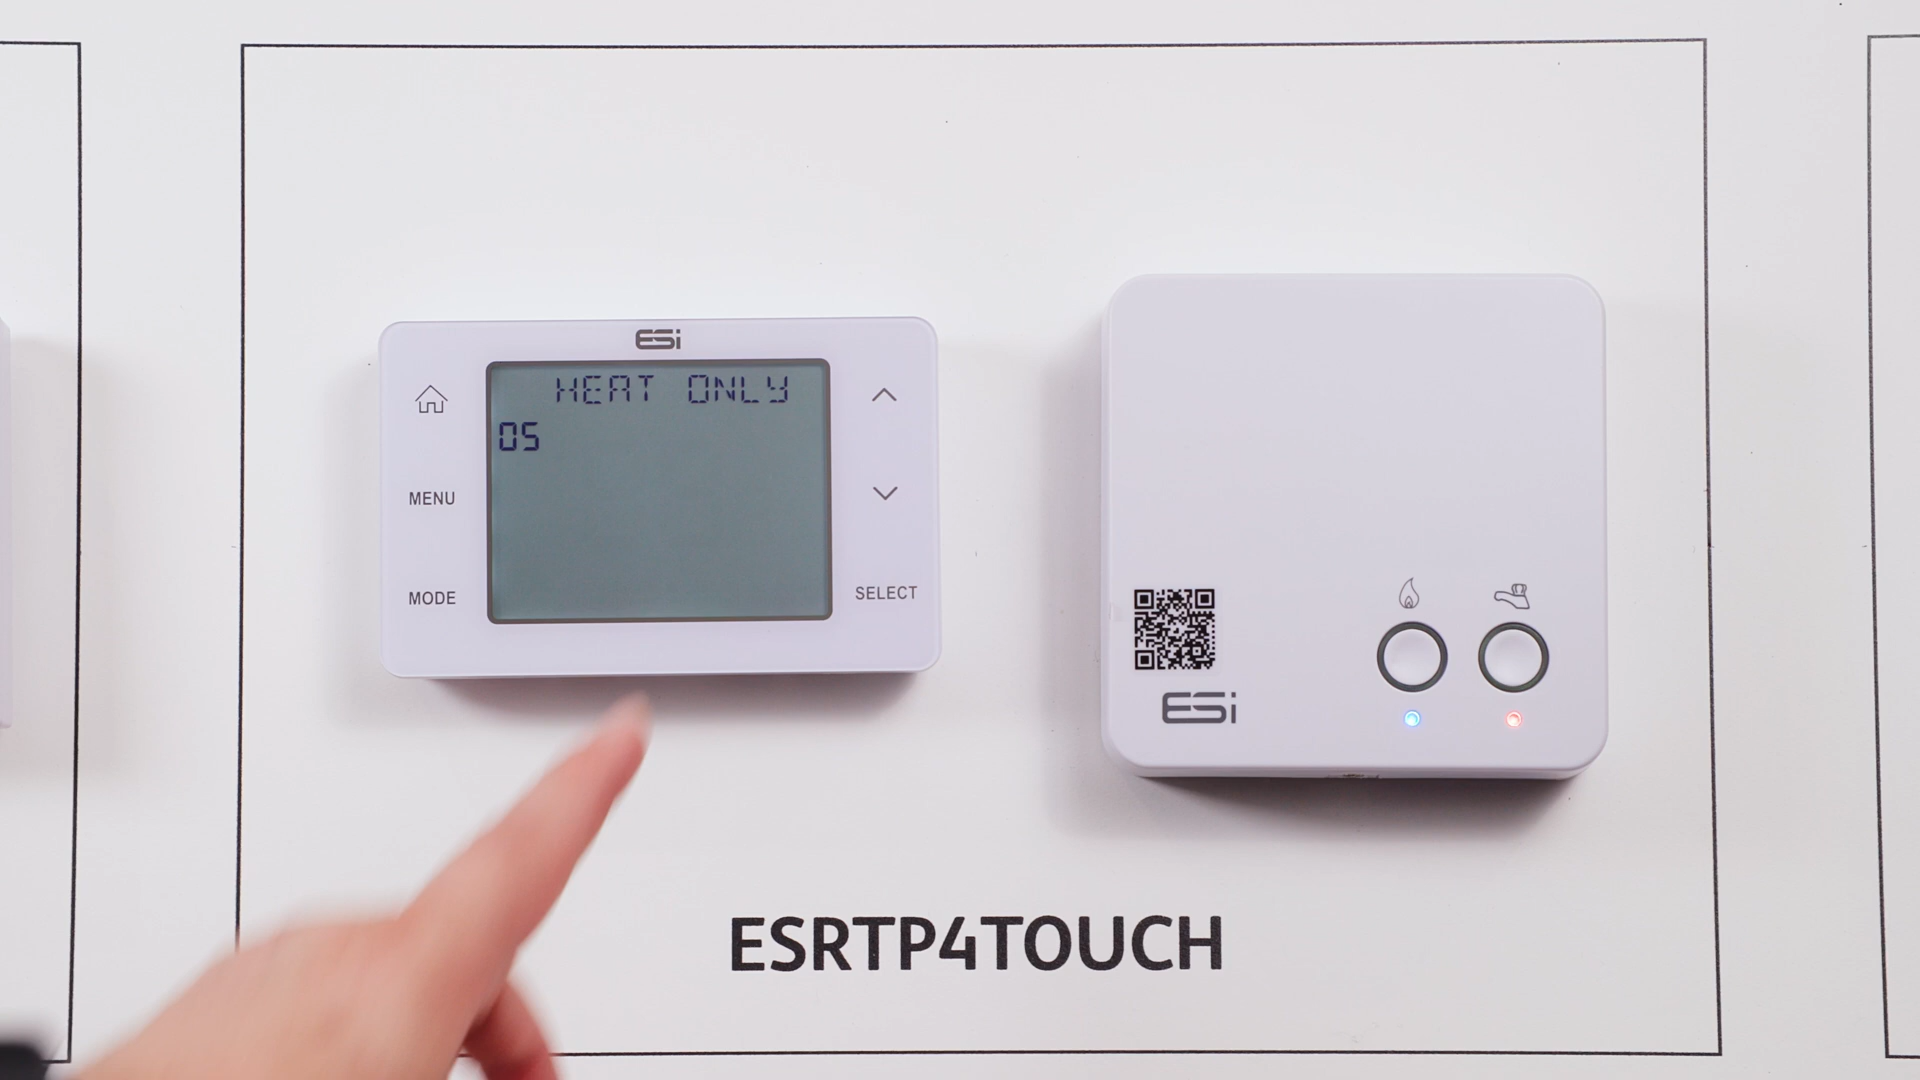 ESi
HEAT ONLY
05
MENU
MODE
SELECT
ESi
ESRTP4TOUCH